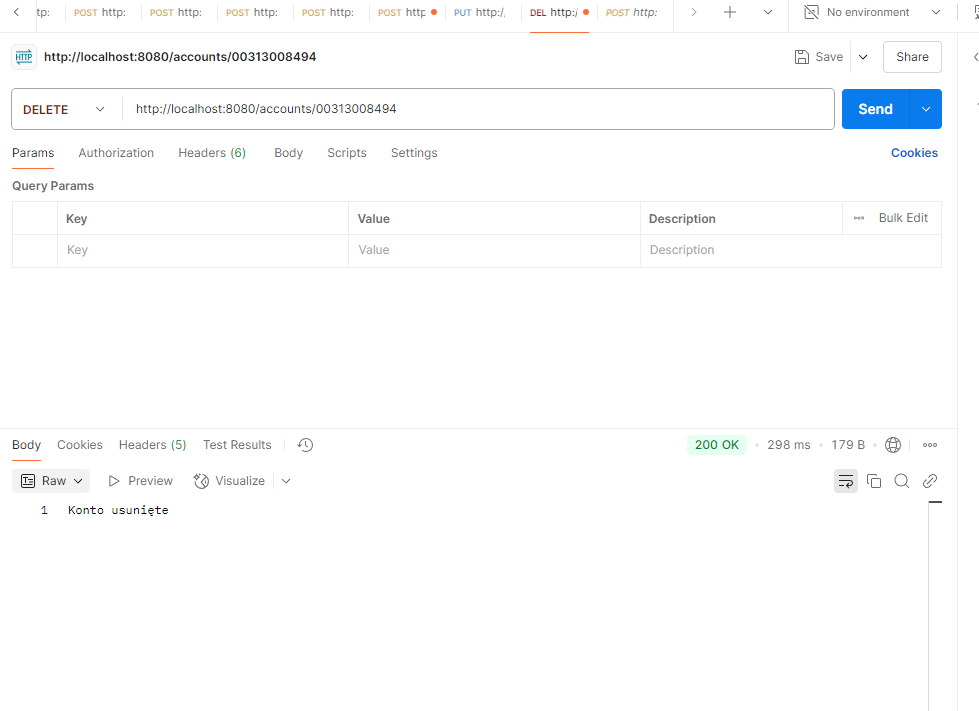 tp: POST http: POST http: POST http: POST http: POST http PUT http:/ DEL http:/ POST http: No environment
HTTP http://localhost:8080/accounts/00313008494 Save Share
DELETE http://localhost:8080/accounts/00313008494 Send
Params Authorization Headers (6) Body Scripts Settings Cookies
Query Params
Key Value Description Bulk Edit
Key Value Description
Body Cookies Headers (5) Test Results 200 OK 298 ms 179 B
Raw Preview Visualize
1 Konto usunięte